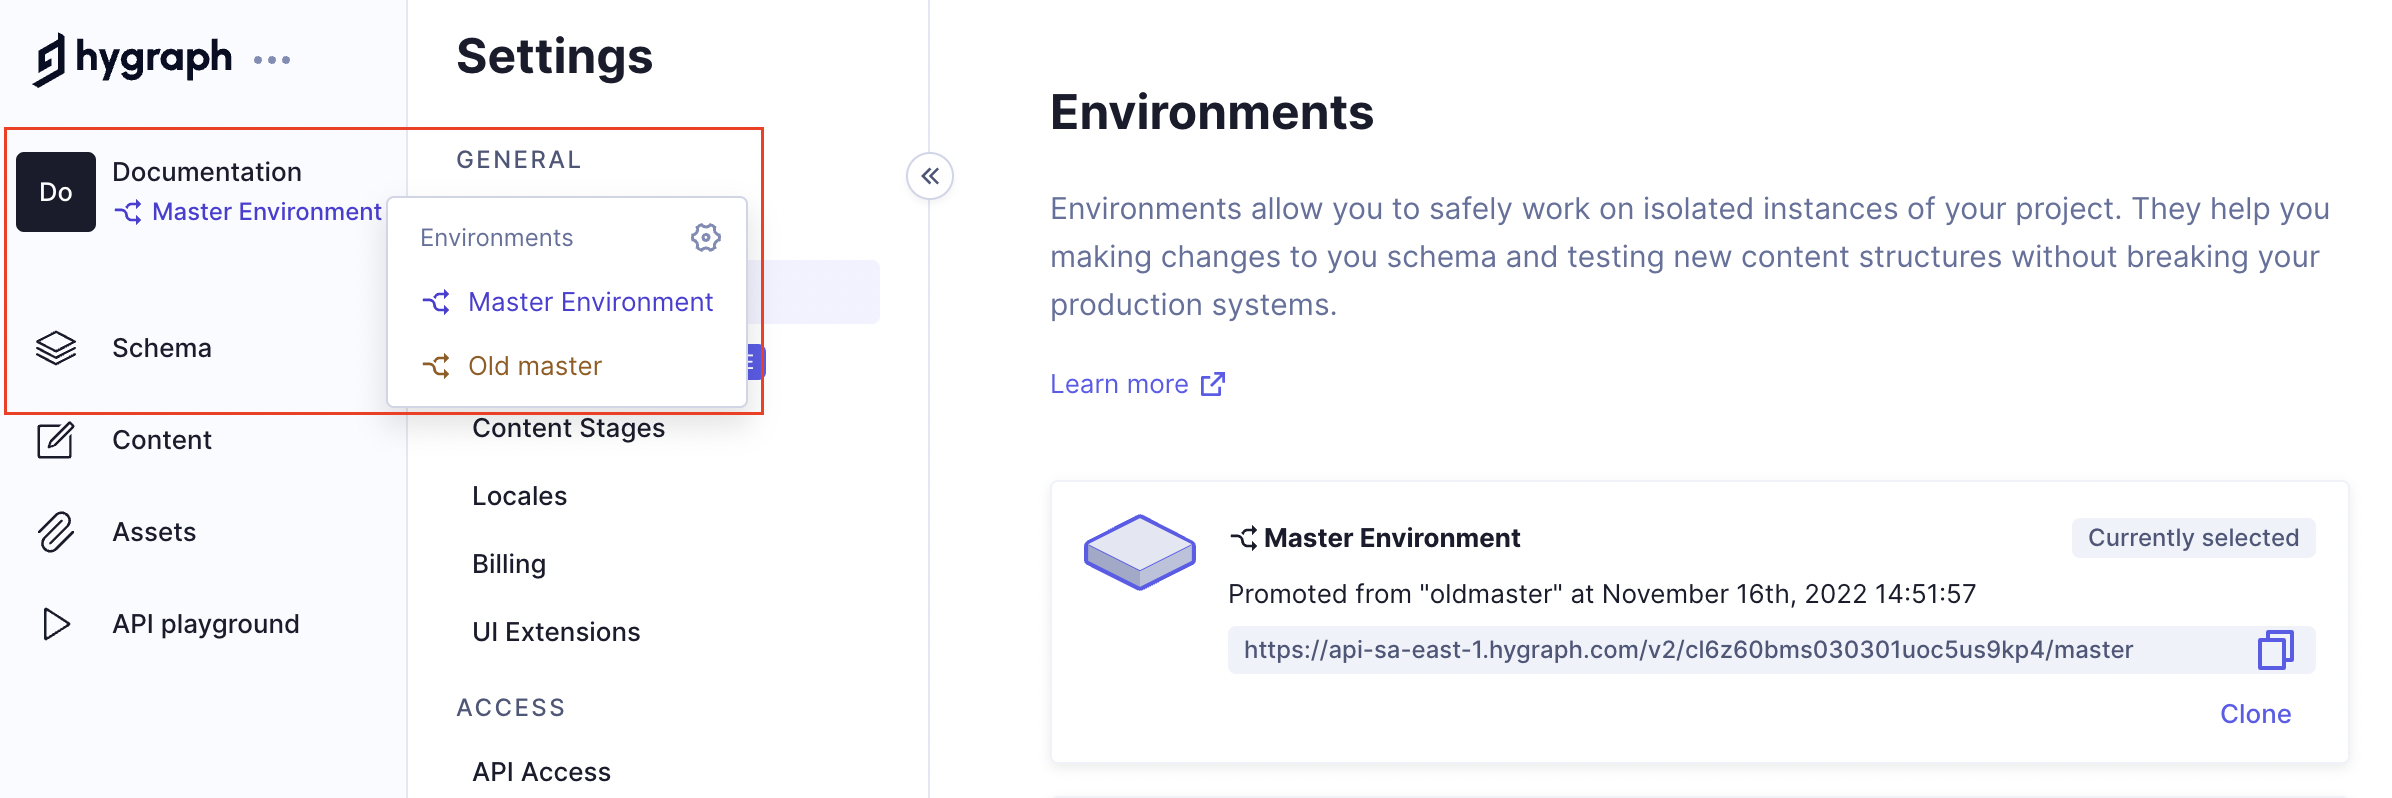 hygraph
Do
Documentation
Master Environment
Schema
Content
Assets
API playground
Settings
GENERAL
Environments
Master Environment
Old master
E
Content Stages
Locales
Billing
UI Extensions
ACCESS
API Access
Environments
Environments allow you to safely work on isolated instances of your project. They help you
making changes to you schema and testing new content structures without breaking your
production systems.
Learn more
Master Environment
Currently selected
Promoted from "oldmaster" at November 16th, 2022 14:51:57
https://api-sa-east-1.hygraph.com/v2/cl6z60bms030301uoc5us9kp4/master
Clone